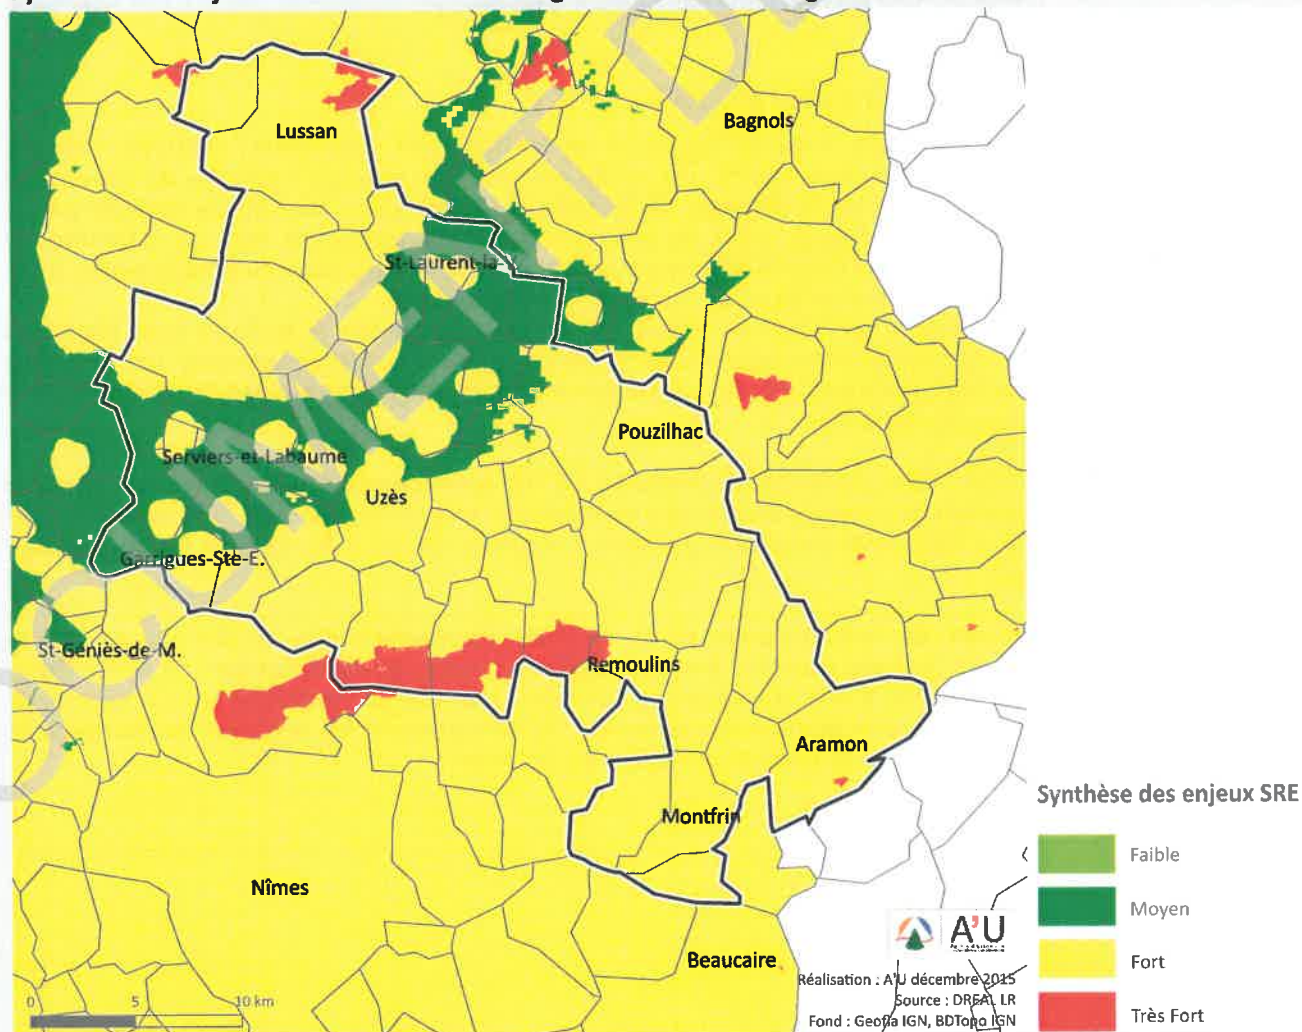 Lussan
Bagnols
St-Laurent-la-
Pouzilhac
Serviers-et-Labaume
Uzès
Garrigues-Ste-E.
St-Géniès-de-M.
Remoulins
Aramon
Montfrin
Nîmes
Beaucaire
Synthèse des enjeux SRE
Faible
Moyen
Fort
Très Fort
A'U
Réalisation : A'U décembre 2015
Source : DREAL LR
Fond : Geofla IGN, BDTopo IGN
0 5 10 km